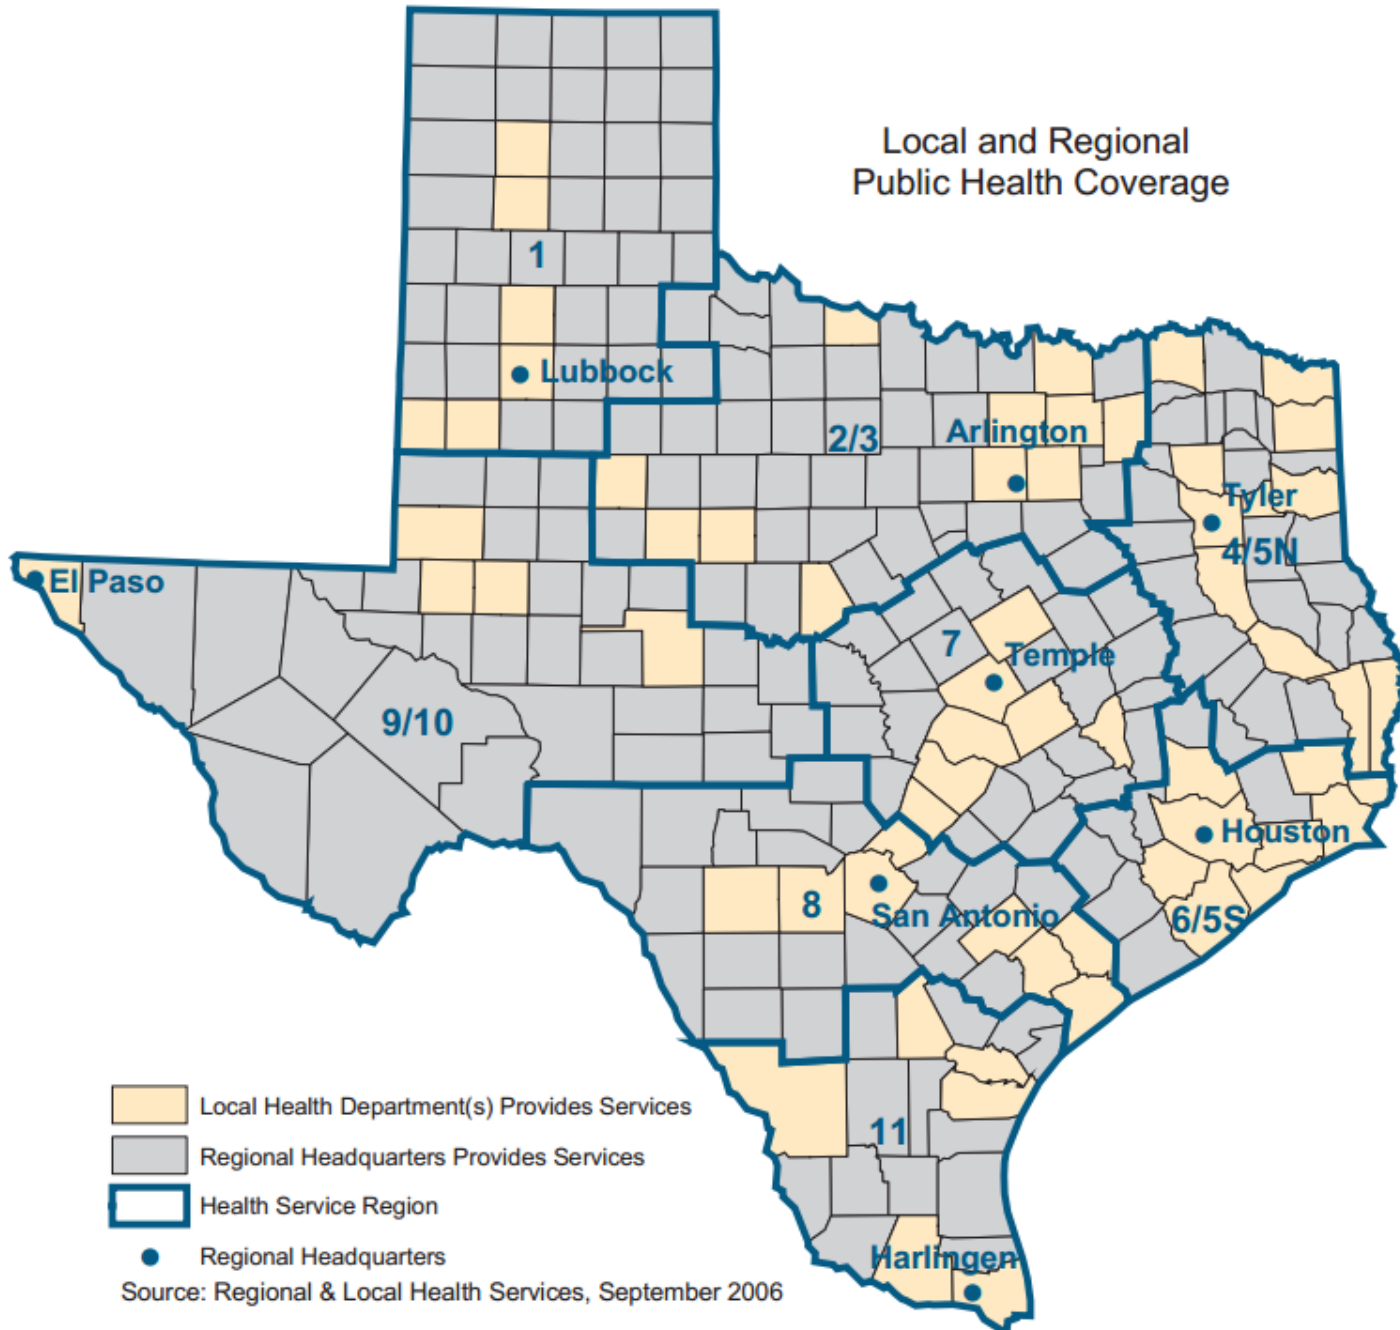 Local and Regional
Public Health Coverage
1
Lubbock
2/3
Arlington
Tyler
4/5N
El Paso
7
Temple
9/10
Houston
8
San Antonio
6/5S
11
Harlingen
Local Health Department(s) Provides Services
Regional Headquarters Provides Services
Health Service Region
Regional Headquarters
Source: Regional & Local Health Services, September 2006